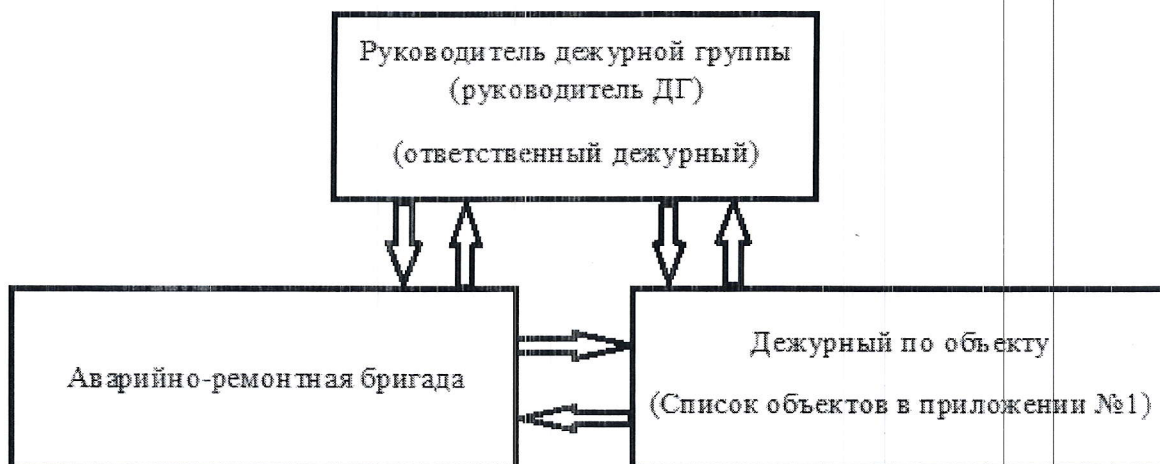 Руководитель дежурной группы
(руководитель ДГ)
(ответственный дежурный)
Аварийно-ремонтная бригада
Дежурный по объекту
(Список объектов в приложении №1)